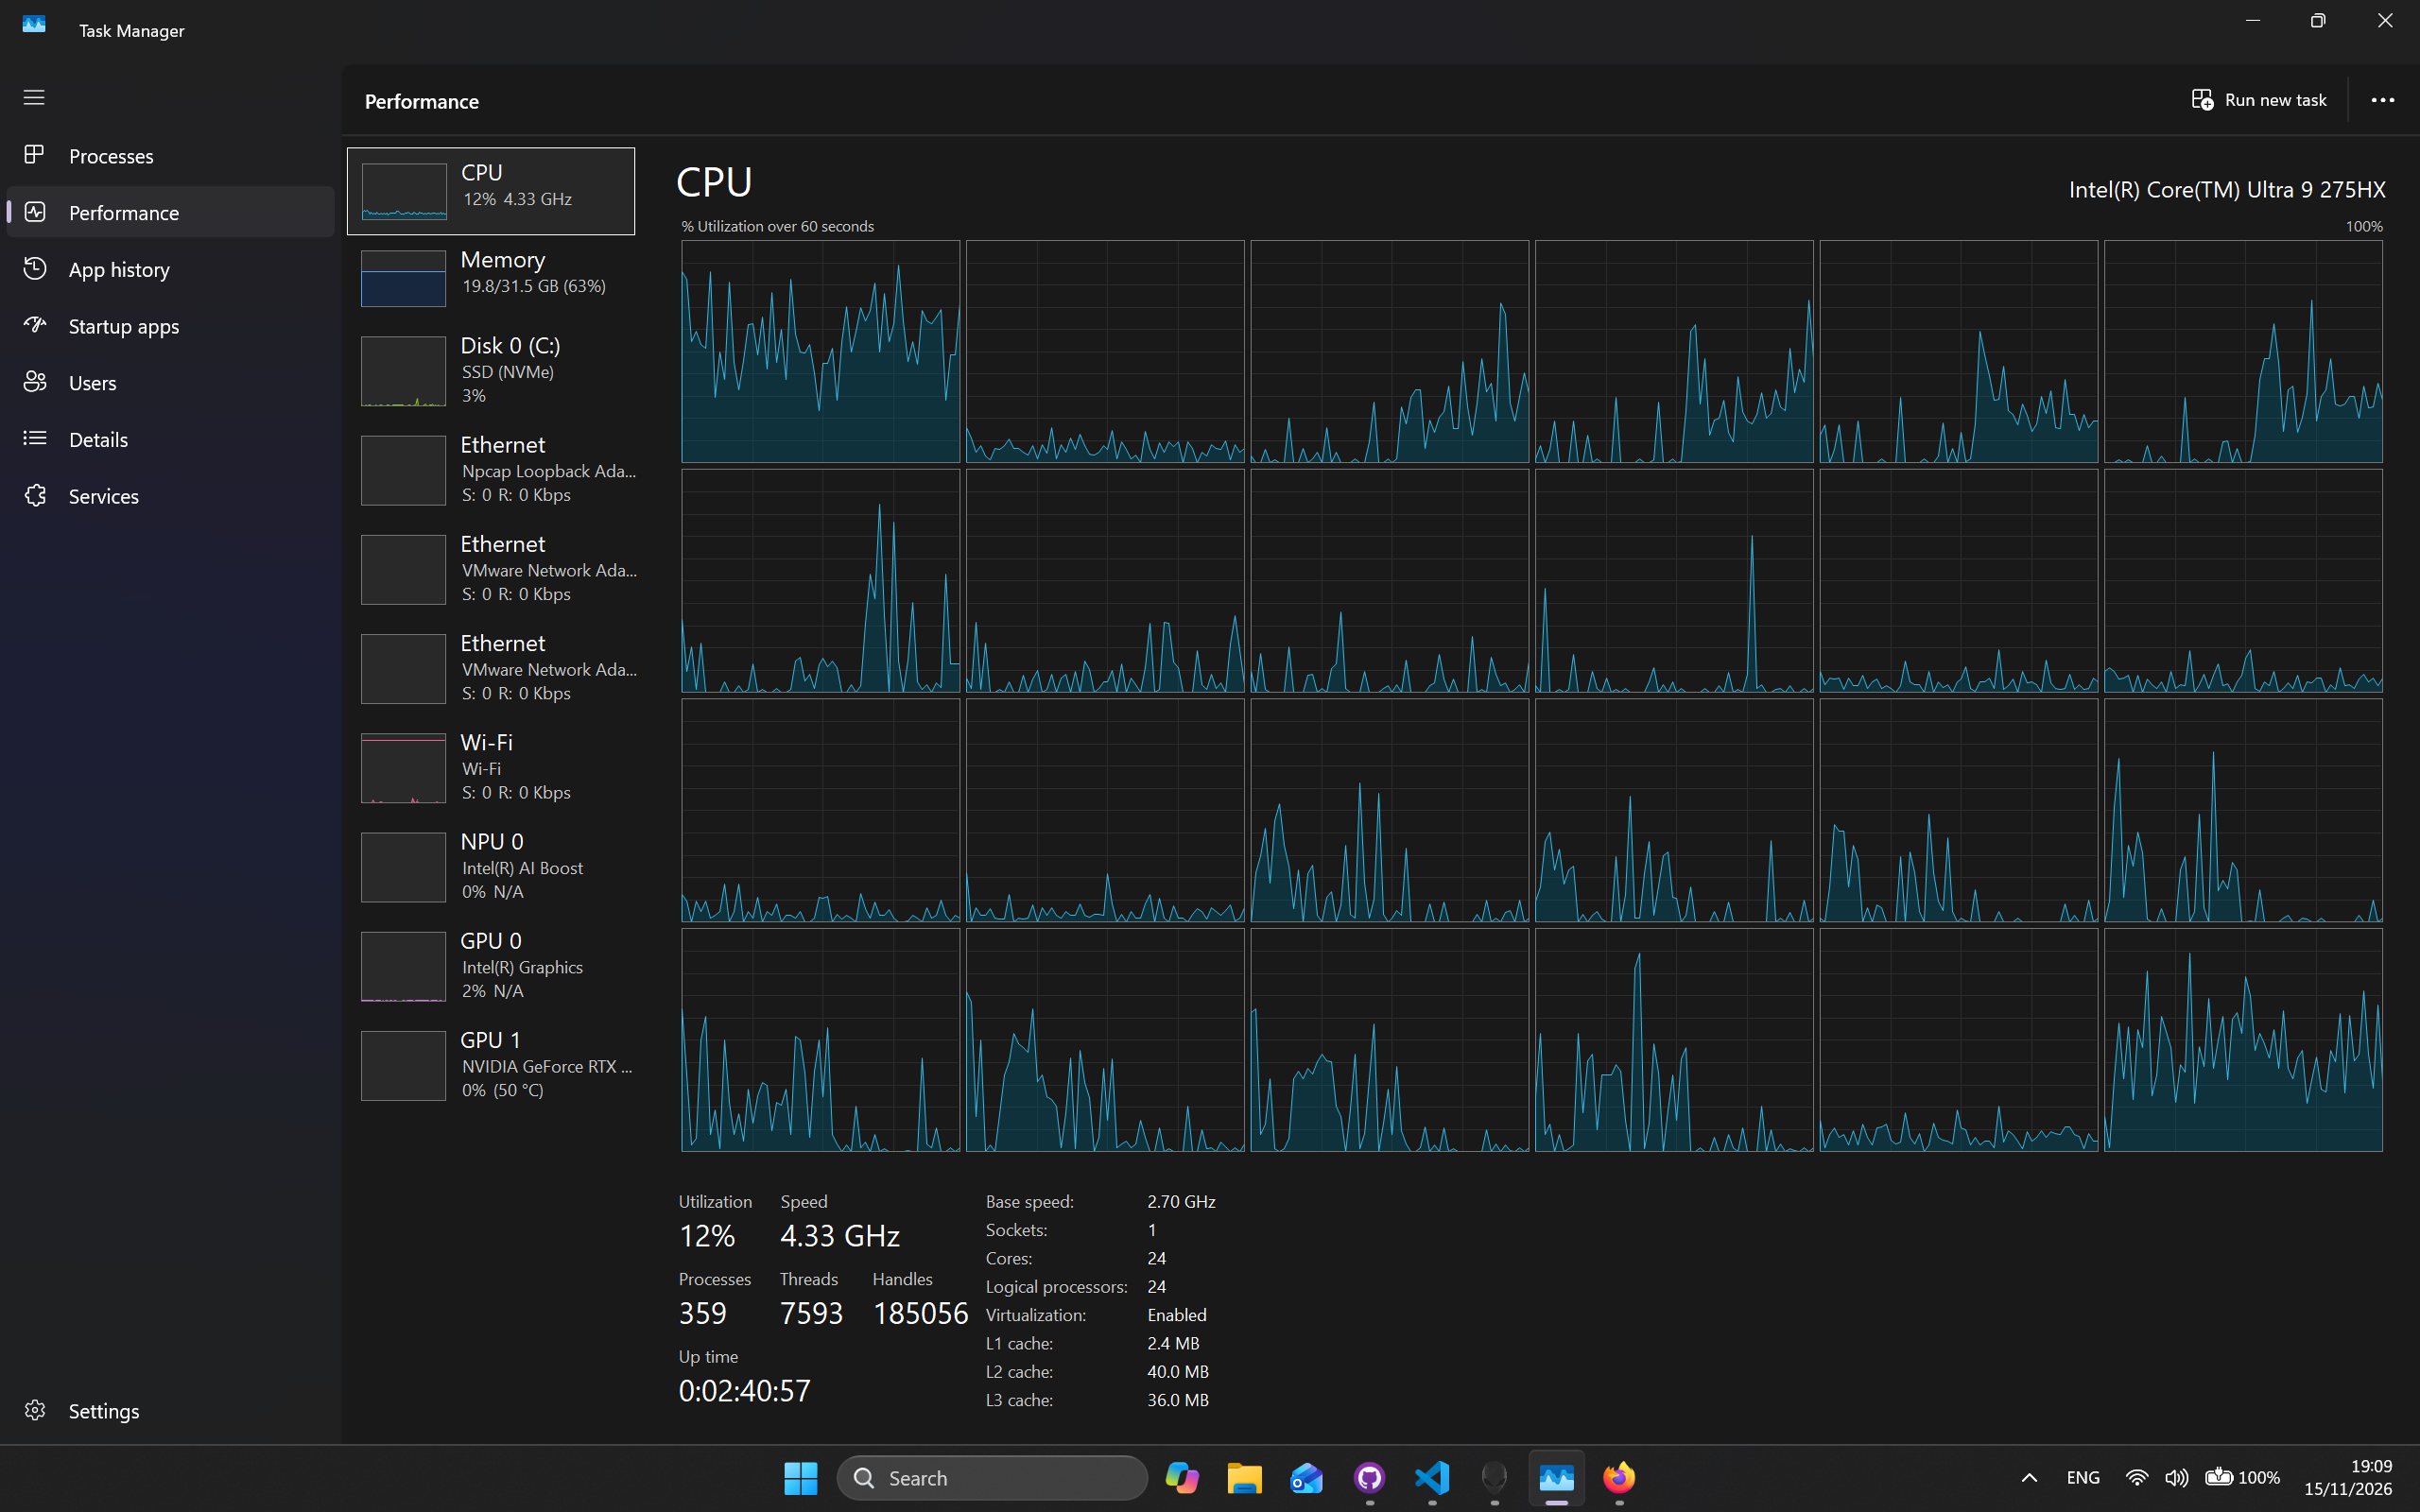 Task Manager
Performance
Run new task
Processes
Performance
App history
Startup apps
Users
Details
Services
Settings
CPU
12% 4.33 GHz
Memory
19.8/31.5 GB (63%)
Disk 0 (C:)
SSD (NVMe)
3%
Ethernet
Npcap Loopback Ada...
S: 0 R: 0 Kbps
Ethernet
VMware Network Ada...
S: 0 R: 0 Kbps
Ethernet
VMware Network Ada...
S: 0 R: 0 Kbps
Wi-Fi
Wi-Fi
S: 0 R: 0 Kbps
NPU 0
Intel(R) AI Boost
0% N/A
GPU 0
Intel(R) Graphics
2% N/A
GPU 1
NVIDIA GeForce RTX ...
0% (50 °C)
CPU
Intel(R) Core(TM) Ultra 9 275HX
% Utilization over 60 seconds
100%
Utilization Speed
12% 4.33 GHz
Processes Threads Handles
359 7593 185056
Up time
0:02:40:57
Base speed: 2.70 GHz
Sockets: 1
Cores: 24
Logical processors: 24
Virtualization: Enabled
L1 cache: 2.4 MB
L2 cache: 40.0 MB
L3 cache: 36.0 MB
Search
ENG
100%
19:09
15/11/2026